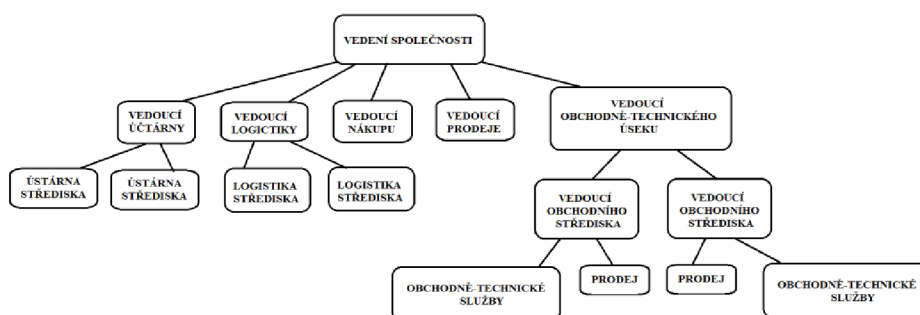 VEDENÍ SPOLEČNOSTI
VEDOUCÍ
ÚČTÁRNY
VEDOUCÍ
LOGICTIKY
VEDOUCÍ
NÁKUPU
VEDOUCÍ
PRODEJE
VEDOUCÍ
OBCHODNÉ-TECHNICKÉHO
ÚSEKU
ÚSTÁRNA
STŘEDISKA
ÚSTÁRNA
STŘEDISKA
LOGISTIKA
STŘEDISKA
LOGISTIKA
STŘEDISKA
VEDOUCÍ
OBCHODNÍHO
STŘEDISKA
VEDOUCÍ
OBCHODNÍHO
STŘEDISKA
OBCHODNĚ-TECHNICKÉ
SLUŽBY
PRODEJ
PRODEJ
OBCHODNĚ-TECHNICKÉ
SLUŽBY